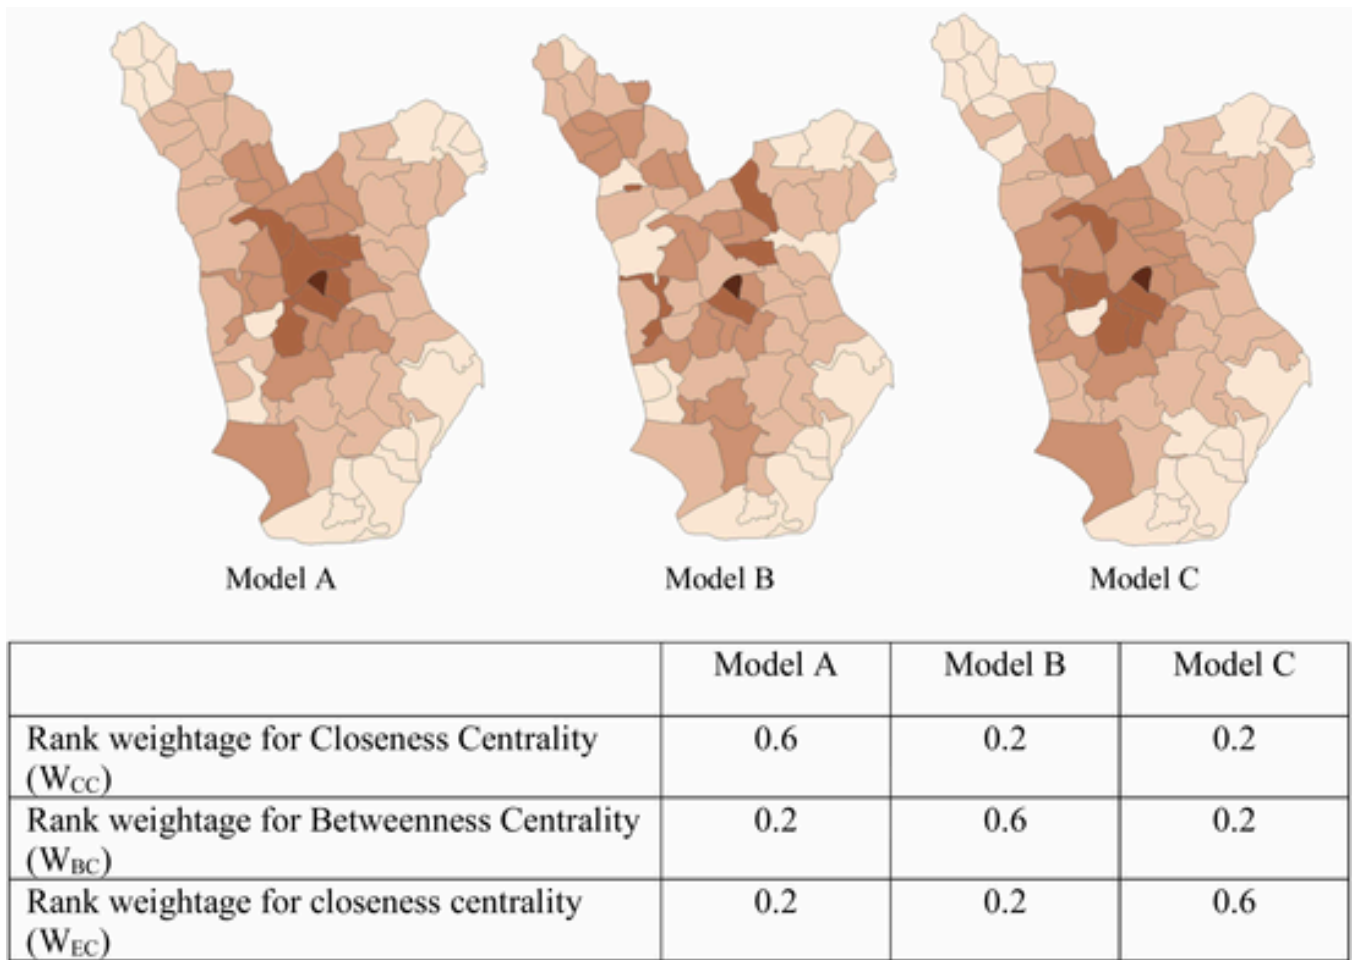 Model A Model B Model C
Model A Model B Model C
Rank weightage for Closeness Centrality 0.6 0.2 0.2
(WCC)
Rank weightage for Betweenness Centrality 0.2 0.6 0.2
(WBC)
Rank weightage for closeness centrality 0.2 0.2 0.6
(WEC)